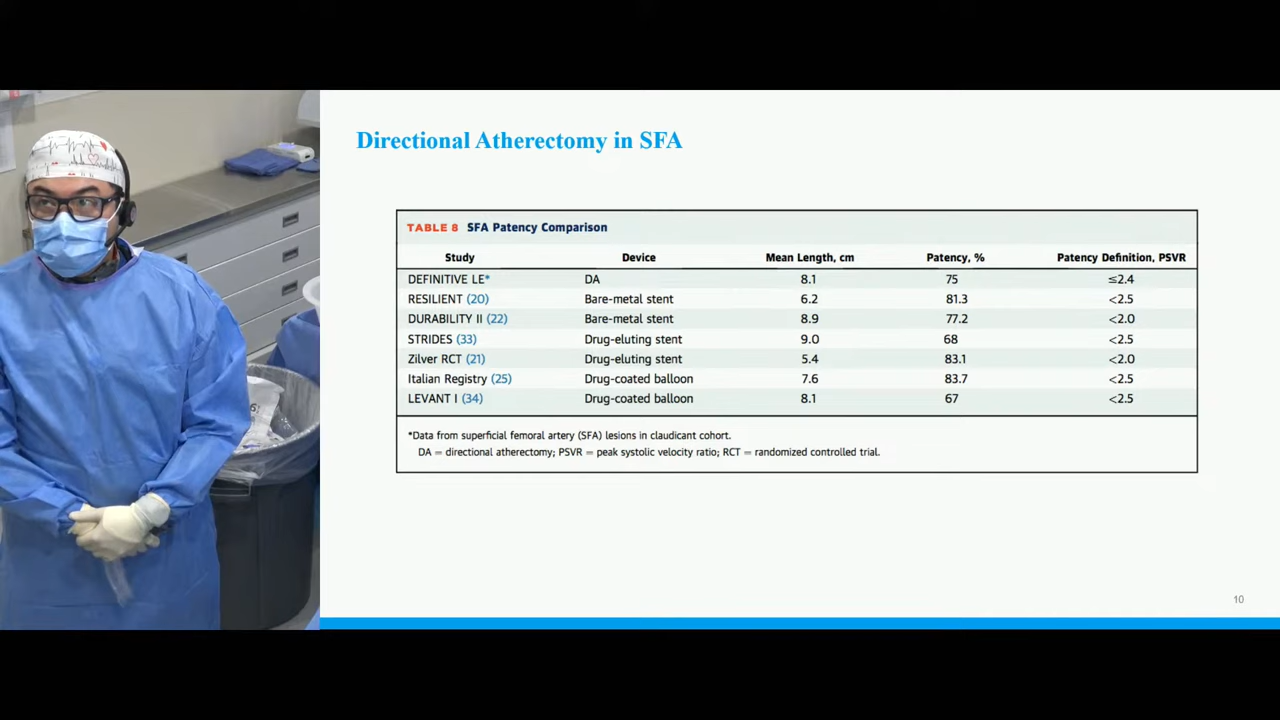 Directional Atherectomy in SFA
TABLE 8 SFA Patency Comparison
Study Device Mean Length, cm Patency, % Patency Definition, PSVR
DEFINITIVE LE* DA 8.1 75 ≤2.4
RESILIENT (20) Bare-metal stent 6.2 81.3 <2.5
DURABILITY II (22) Bare-metal stent 8.9 77.2 <2.0
STRIDES (33) Drug-eluting stent 9.0 68 <2.5
Zilver RCT (21) Drug-eluting stent 5.4 83.1 <2.0
Italian Registry (25) Drug-coated balloon 7.6 83.7 <2.5
LEVANT I (34) Drug-coated balloon 8.1 67 <2.5
*Data from superficial femoral artery (SFA) lesions in claudicant cohort.
DA = directional atherectomy; PSVR = peak systolic velocity ratio; RCT = randomized controlled trial.
10